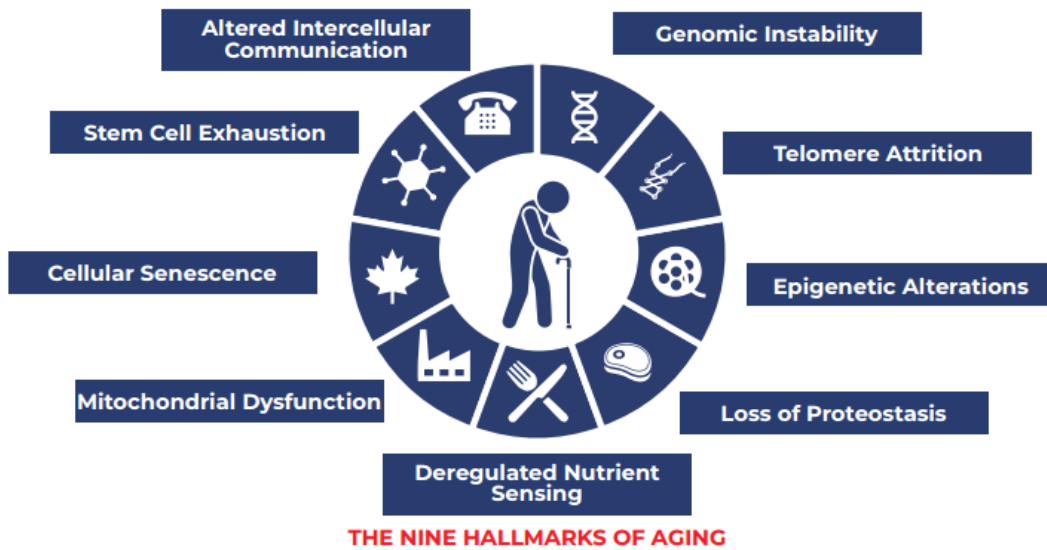 Altered Intercellular
Communication
Genomic Instability
Stem Cell Exhaustion
Telomere Attrition
Cellular Senescence
Epigenetic Alterations
Mitochondrial Dysfunction
Loss of Proteostasis
Deregulated Nutrient
Sensing
THE NINE HALLMARKS OF AGING